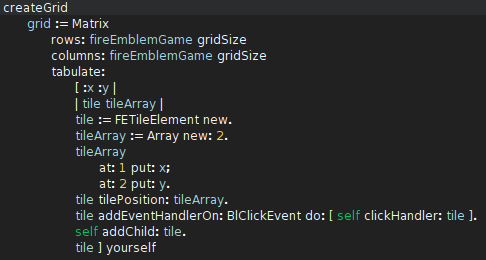 createGrid
grid := Matrix
rows: fireEmblemGame gridSize
columns: fireEmblemGame gridSize
tabulate:
[ :x :y |
| tile tileArray |
tile := FETileElement new.
tileArray := Array new: 2.
tileArray
at: 1 put: x;
at: 2 put: y.
tile tilePosition: tileArray.
tile addEventHandlerOn: BlClickEvent do: [ self clickHandler: tile ].
self addChild: tile.
tile ] yourself